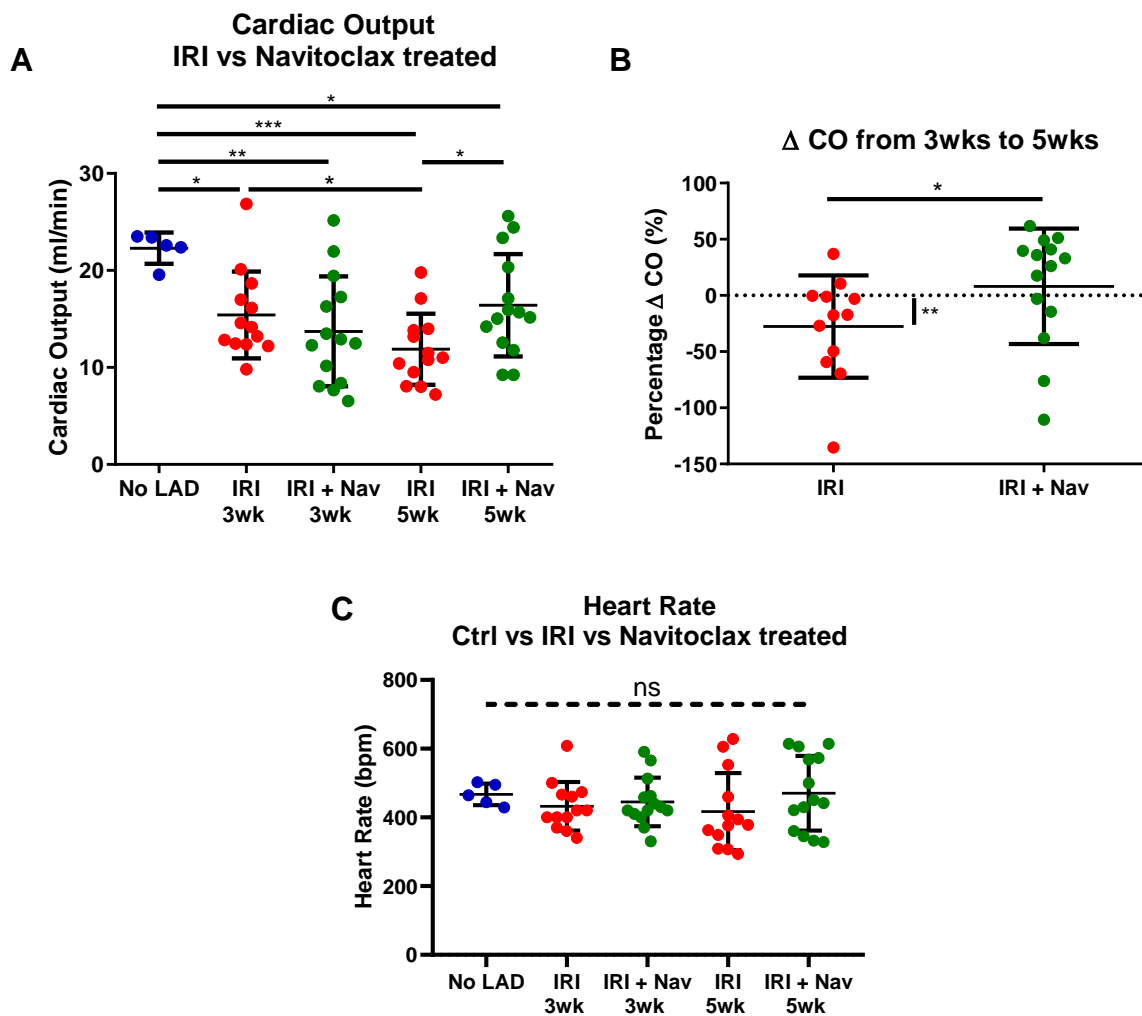 A
Cardiac Output
IRI vs Navitoclax treated
*
***
**
*
*
*
Cardiac Output (ml/min)
30
20
10
0
No LAD
IRI
3wk
IRI + Nav
3wk
IRI
5wk
IRI + Nav
5wk
B
Δ CO from 3wks to 5wks
*
**
Percentage Δ CO (%)
100
50
0
-50
-100
-150
IRI
IRI + Nav
C
Heart Rate
Ctrl vs IRI vs Navitoclax treated
ns
Heart Rate (bpm)
800
600
400
200
0
No LAD
IRI
3wk
IRI + Nav
3wk
IRI
5wk
IRI + Nav
5wk